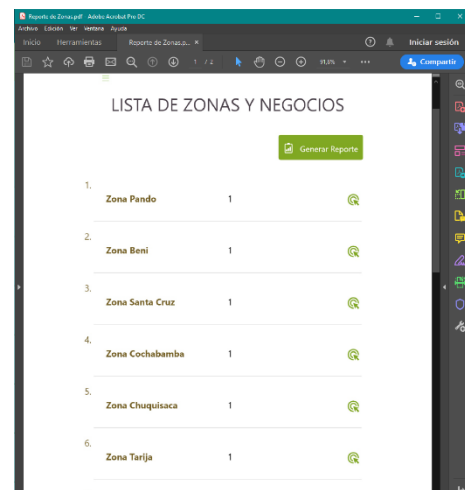 Reporte de Zonas.pdf - Adobe Acrobat Pro DC
Archivo Edición Ver Ventana Ayuda
Inicio Herramientas Reporte de Zonas.p... × Iniciar sesión
1 / 2 Compartir
LISTA DE ZONAS Y NEGOCIOS
Generar Reporte
1. Zona Pando 1
2. Zona Beni 1
3. Zona Santa Cruz 1
4. Zona Cochabamba 1
5. Zona Chuquisaca 1
6. Zona Tarija 1